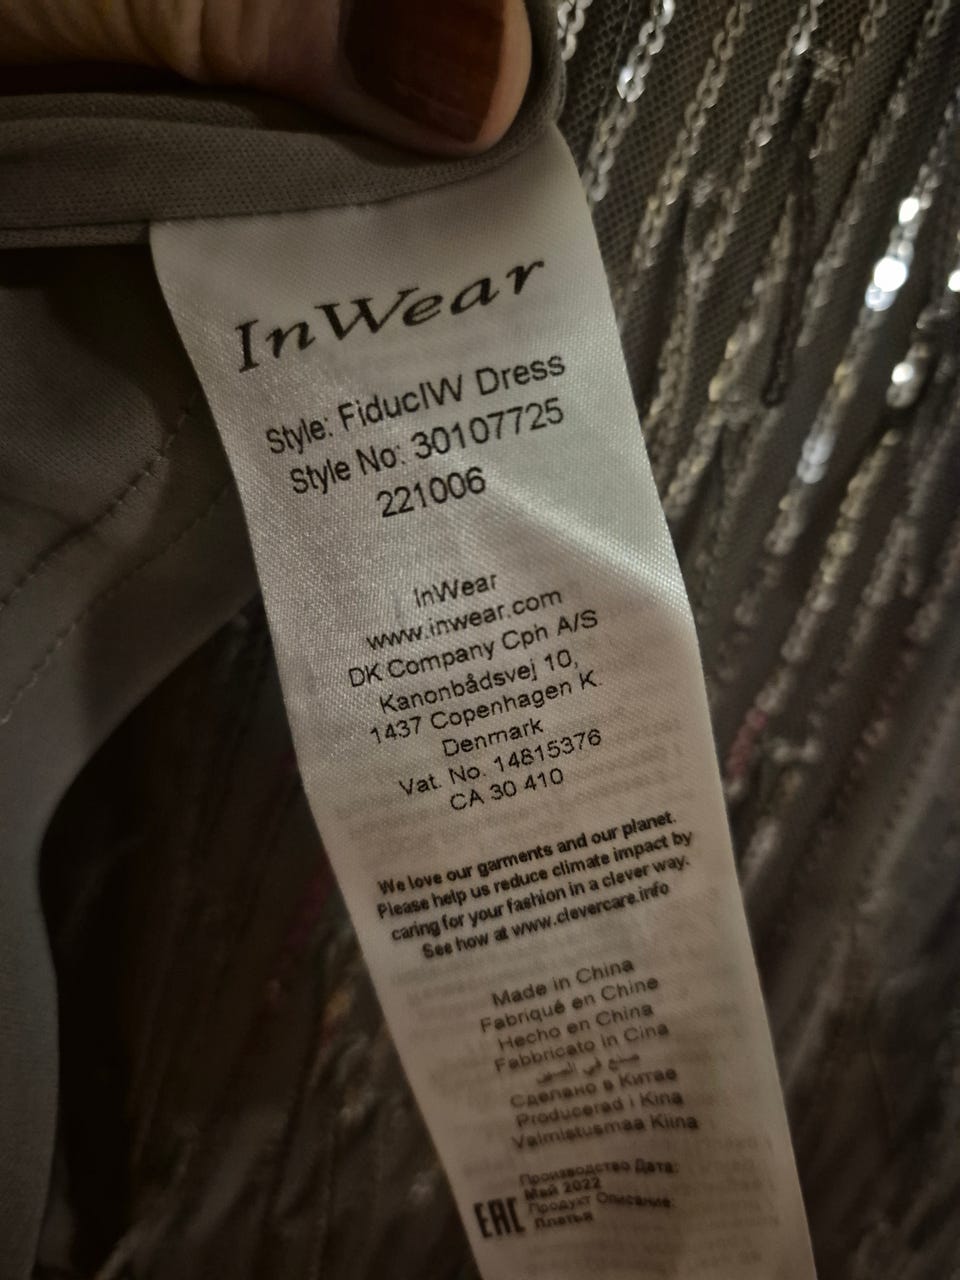 InWear
Style: FiducIW Dress
Style No: 30107725
221006
InWear
www.inwear.com
DK Company Cph A/S
Kanonbådsvej 10,
1437 Copenhagen K.
Denmark
Vat. No. 14815376
CA 30 410
We love our garments and our planet.
Please help us reduce climate impact by
caring for your fashion in a clever way.
See how at www.clevercare.info
Made in China
Fabriqué en Chine
Hecho en China
Fabbricato in Cina
صنع في الصين
Сделано в Китае
Producerad i Kina
Valmistusmaa Kiina
Производство Дата:
Май 2022
Продукт Описание:
Платья
EAC